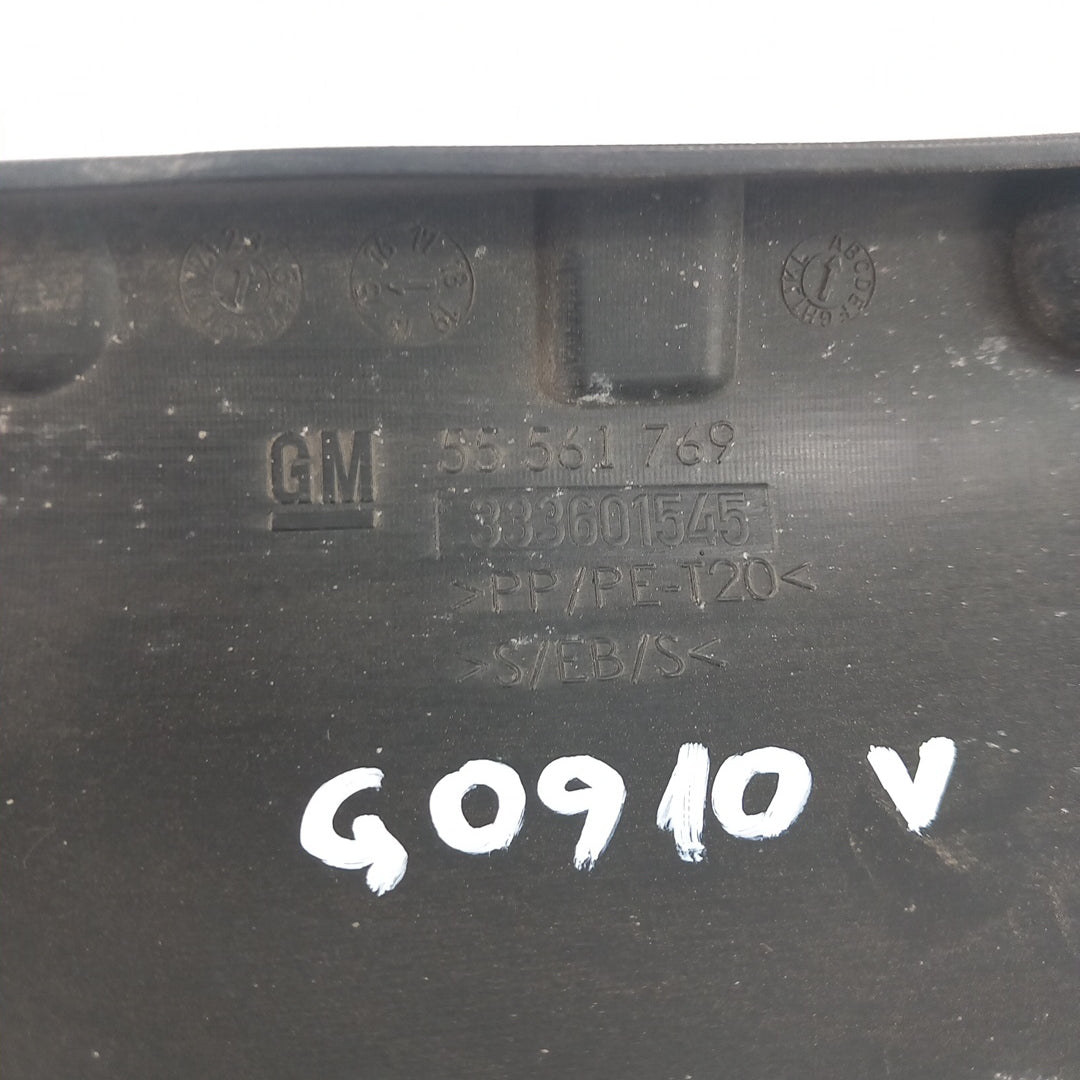 GM 55 561 769
333601545
>PP/PE-T20<
>S/EB/S<
G0910 V